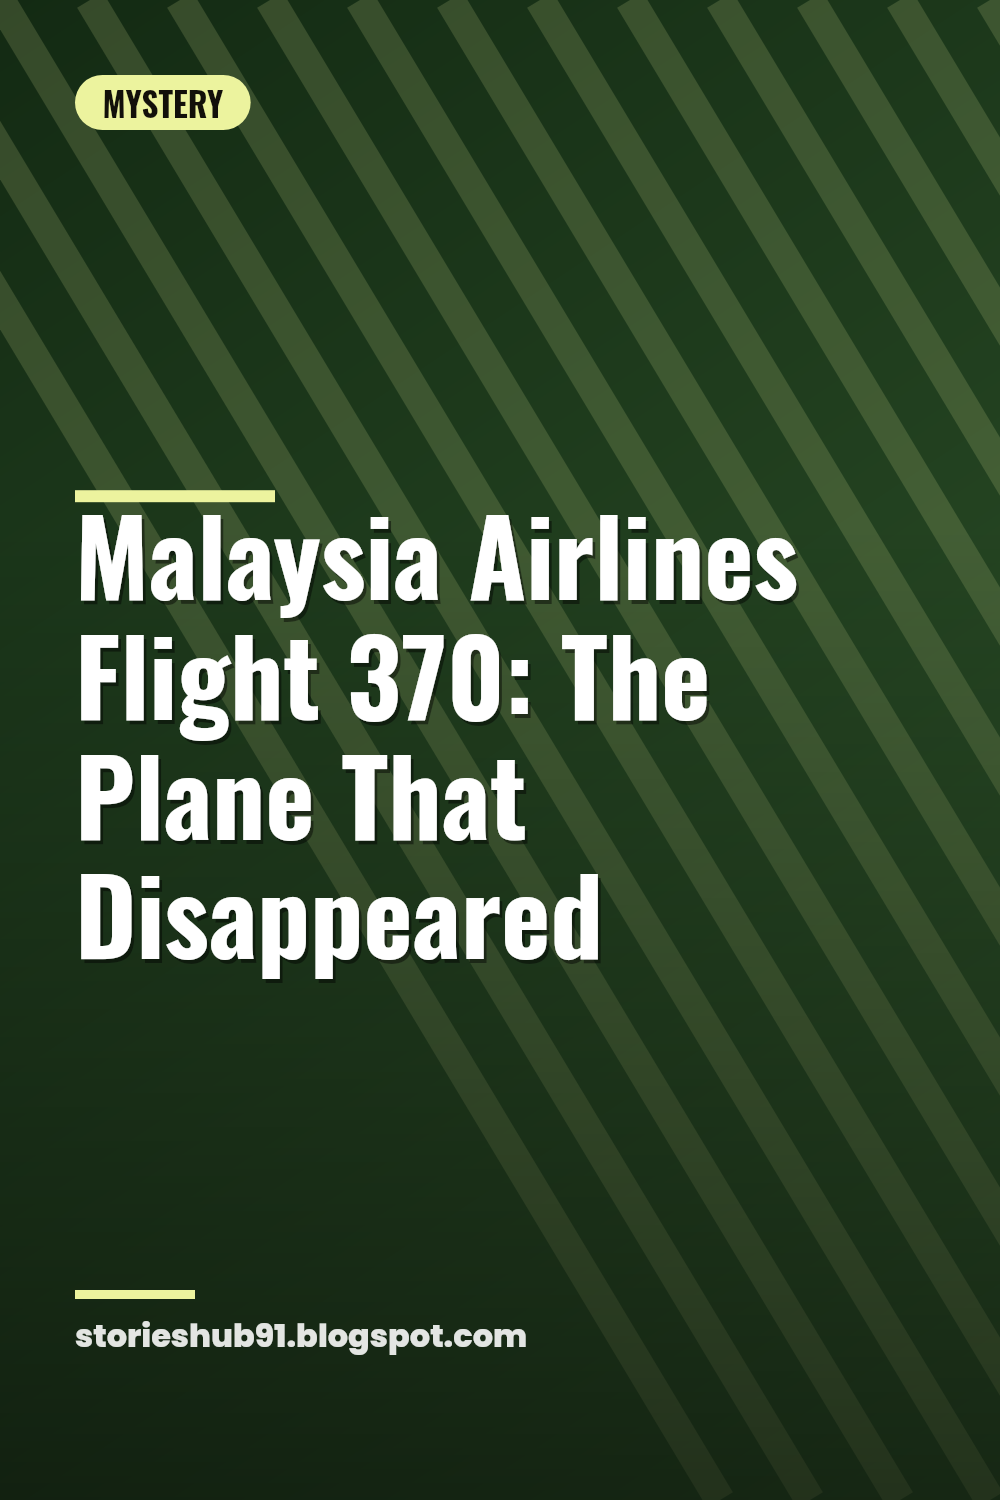 MYSTERY
Malaysia Airlines
Flight 370: The
Plane That
Disappeared
storieshub91.blogspot.com